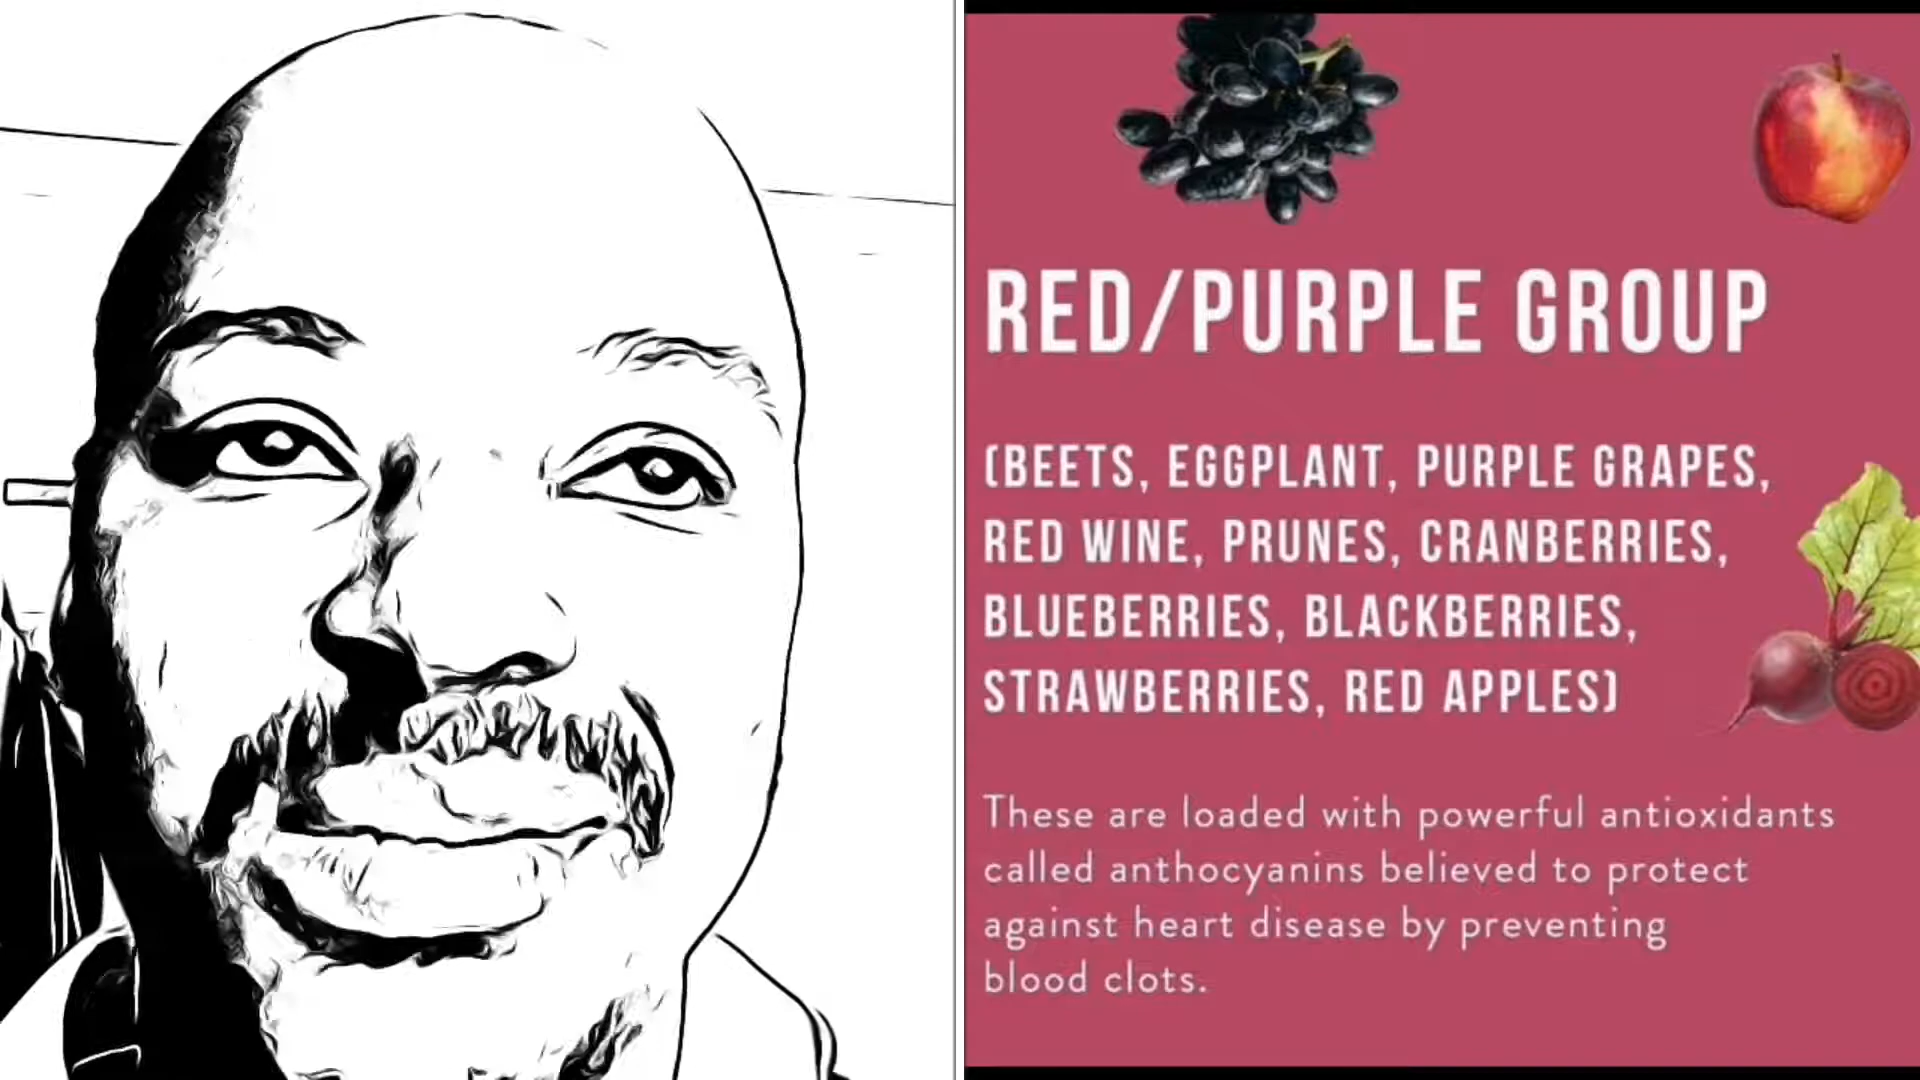 RED/PURPLE GROUP
(BEETS, EGGPLANT, PURPLE GRAPES,
RED WINE, PRUNES, CRANBERRIES,
BLUEBERRIES, BLACKBERRIES,
STRAWBERRIES, RED APPLES)
These are loaded with powerful antioxidants
called anthocyanins believed to protect
against heart disease by preventing
blood clots.